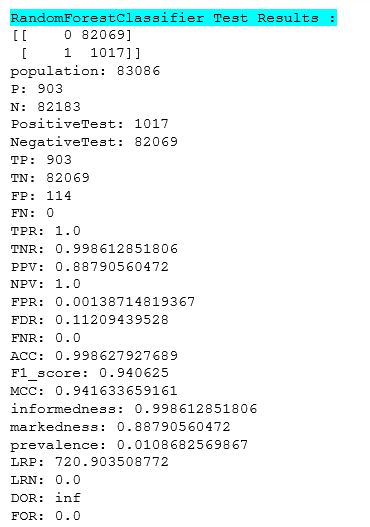 RandomForestClassifier Test Results :
[[    0 82069]
 [    1  1017]]
population: 83086
P: 903
N: 82183
PositiveTest: 1017
NegativeTest: 82069
TP: 903
TN: 82069
FP: 114
FN: 0
TPR: 1.0
TNR: 0.998612851806
PPV: 0.88790560472
NPV: 1.0
FPR: 0.00138714819367
FDR: 0.11209439528
FNR: 0.0
ACC: 0.998627927689
F1_score: 0.940625
MCC: 0.941633659161
informedness: 0.998612851806
markedness: 0.88790560472
prevalence: 0.0108682569867
LRP: 720.903508772
LRN: 0.0
DOR: inf
FOR: 0.0